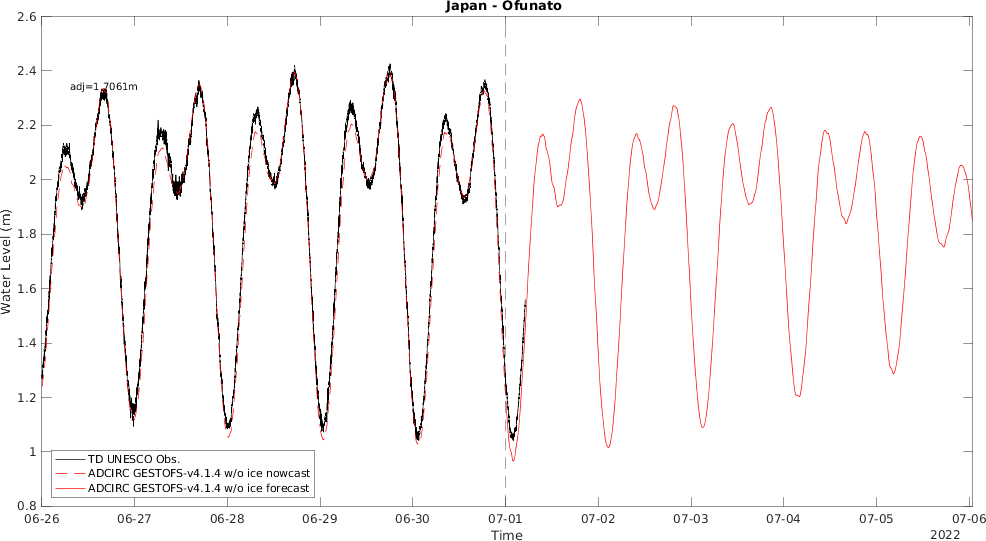 Japan - Ofunato
2.6
2.4
2.2
2
1.8
1.6
1.4
1.2
1
0.8
Water Level (m)
adj=1.7061m
TD UNESCO Obs.
ADCIRC GESTOFS-v4.1.4 w/o ice nowcast
ADCIRC GESTOFS-v4.1.4 w/o ice forecast
06-26 06-27 06-28 06-29 06-30 07-01 07-02 07-03 07-04 07-05 07-06
Time
2022